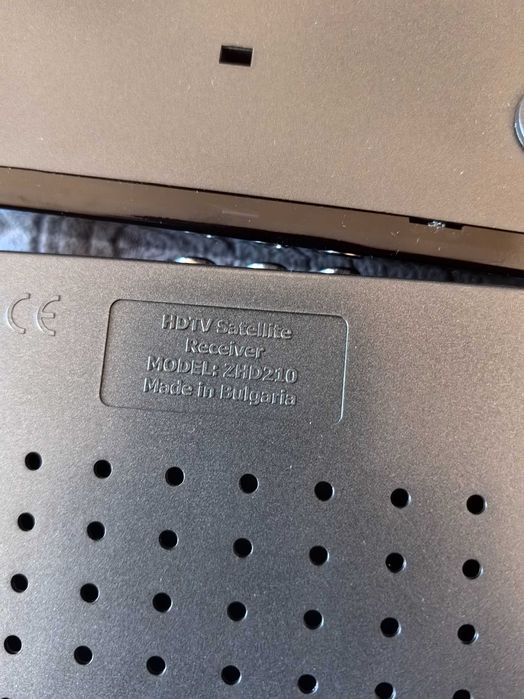 CE
HDTV Satellite
Receiver
MODEL: ZHD210
Made in Bulgaria